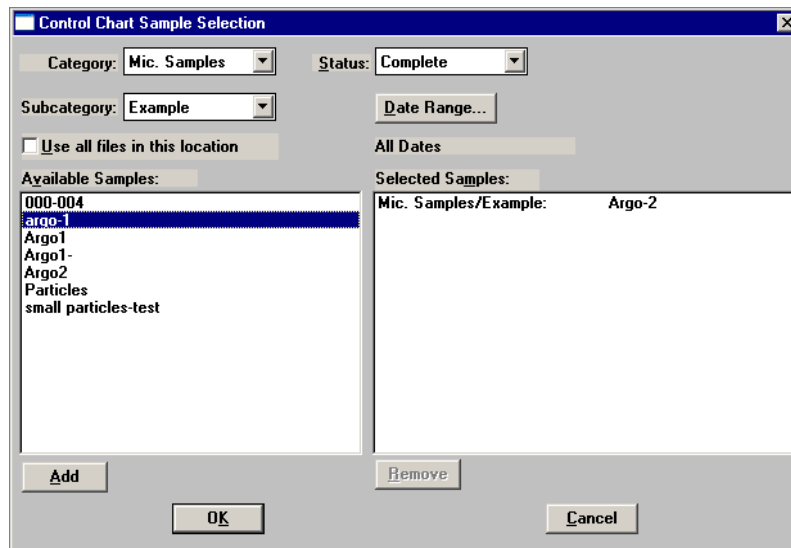 Control Chart Sample Selection
Category: Mic. Samples Status: Complete
Subcategory: Example Date Range...
Use all files in this location All Dates
Available Samples: Selected Samples:
000-004 Mic. Samples/Example: Argo-2
argo-1
Argo1
Argo1-
Argo2
Particles
small particles-test
Add Remove
OK Cancel